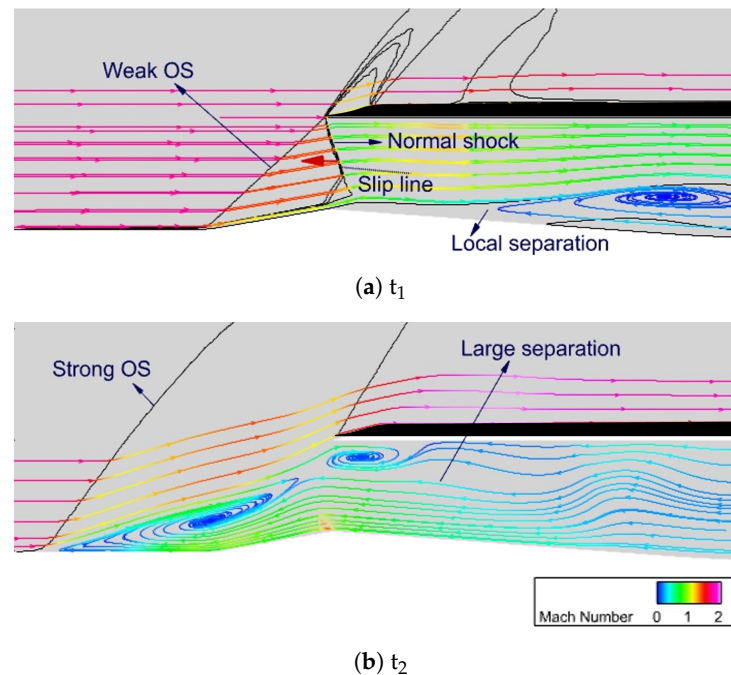 Weak OS
Normal shock
Slip line
Local separation
(a) t₁
Large separation
Strong OS
Mach Number 0 1 2
(b) t₂